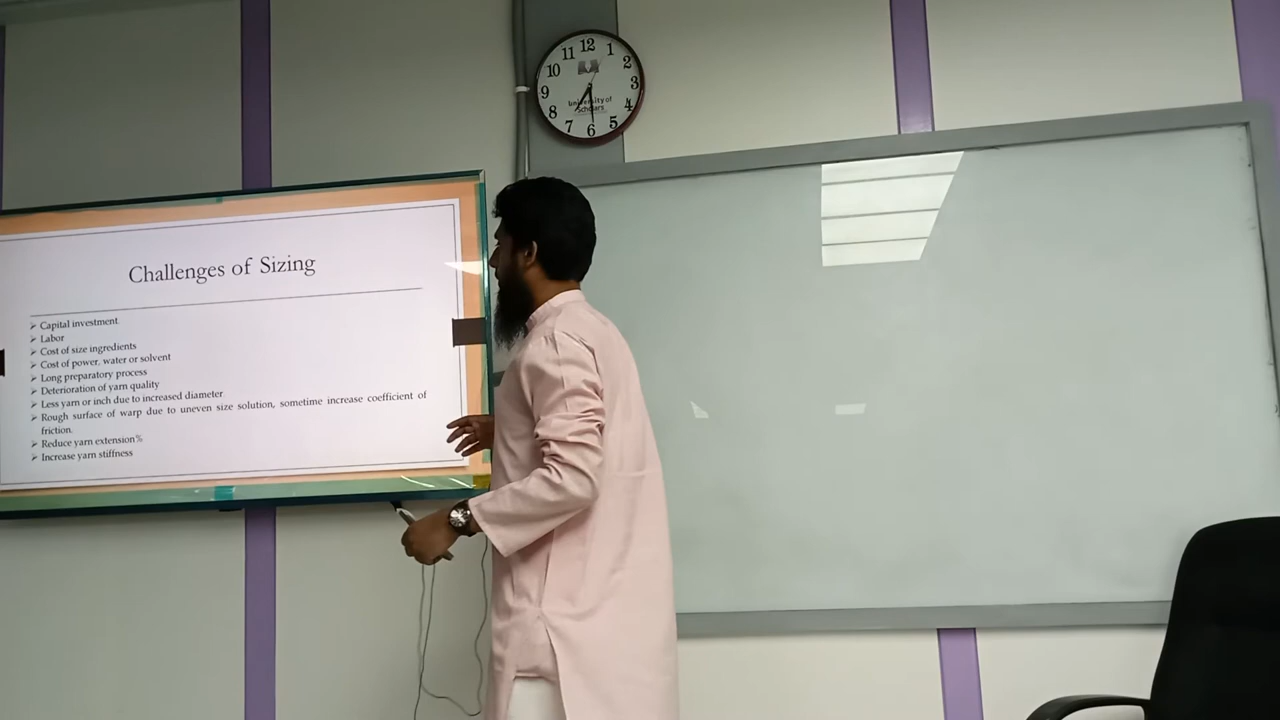 12
11 1
10 2
9 3
University of
Scholars
8 4
7 6 5
Challenges of Sizing
➢ Capital investment
➢ Labor
➢ Cost of size ingredients
➢ Cost of power, water or solvent
➢ Long preparatory process
➢ Deterioration of yarn quality
➢ Less yarn or inch due to increased diameter
➢ Rough surface of warp due to uneven size solution, sometime increase coefficient of
friction.
➢ Reduce yarn extension%
➢ Increase yarn stiffness